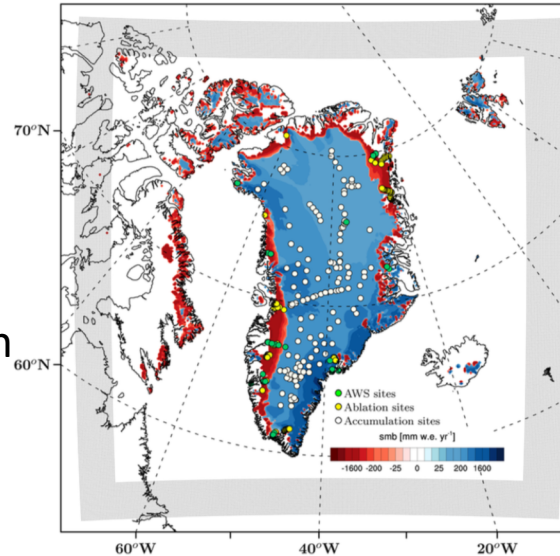 70°N
n
60°N
AWS sites
Ablation sites
Accumulation sites
smb [mm w.e. yr⁻¹]
-1600 -200 -25 0 25 200 1600
60°W 40°W 20°W